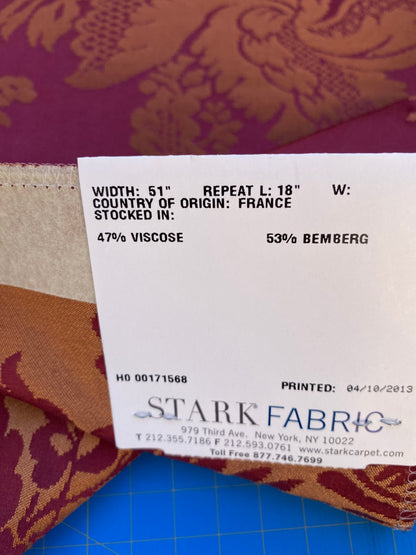 WIDTH: 51" REPEAT L: 18" W:
COUNTRY OF ORIGIN: FRANCE
STOCKED IN:
47% VISCOSE 53% BEMBERG
H0 00171568
PRINTED: 04/10/2013
STARK FABRIC
979 Third Ave. New York, NY 10022
T 212.355.7186 F 212.593.0761 www.starkcarpet.com
Toll Free 877.746.7699